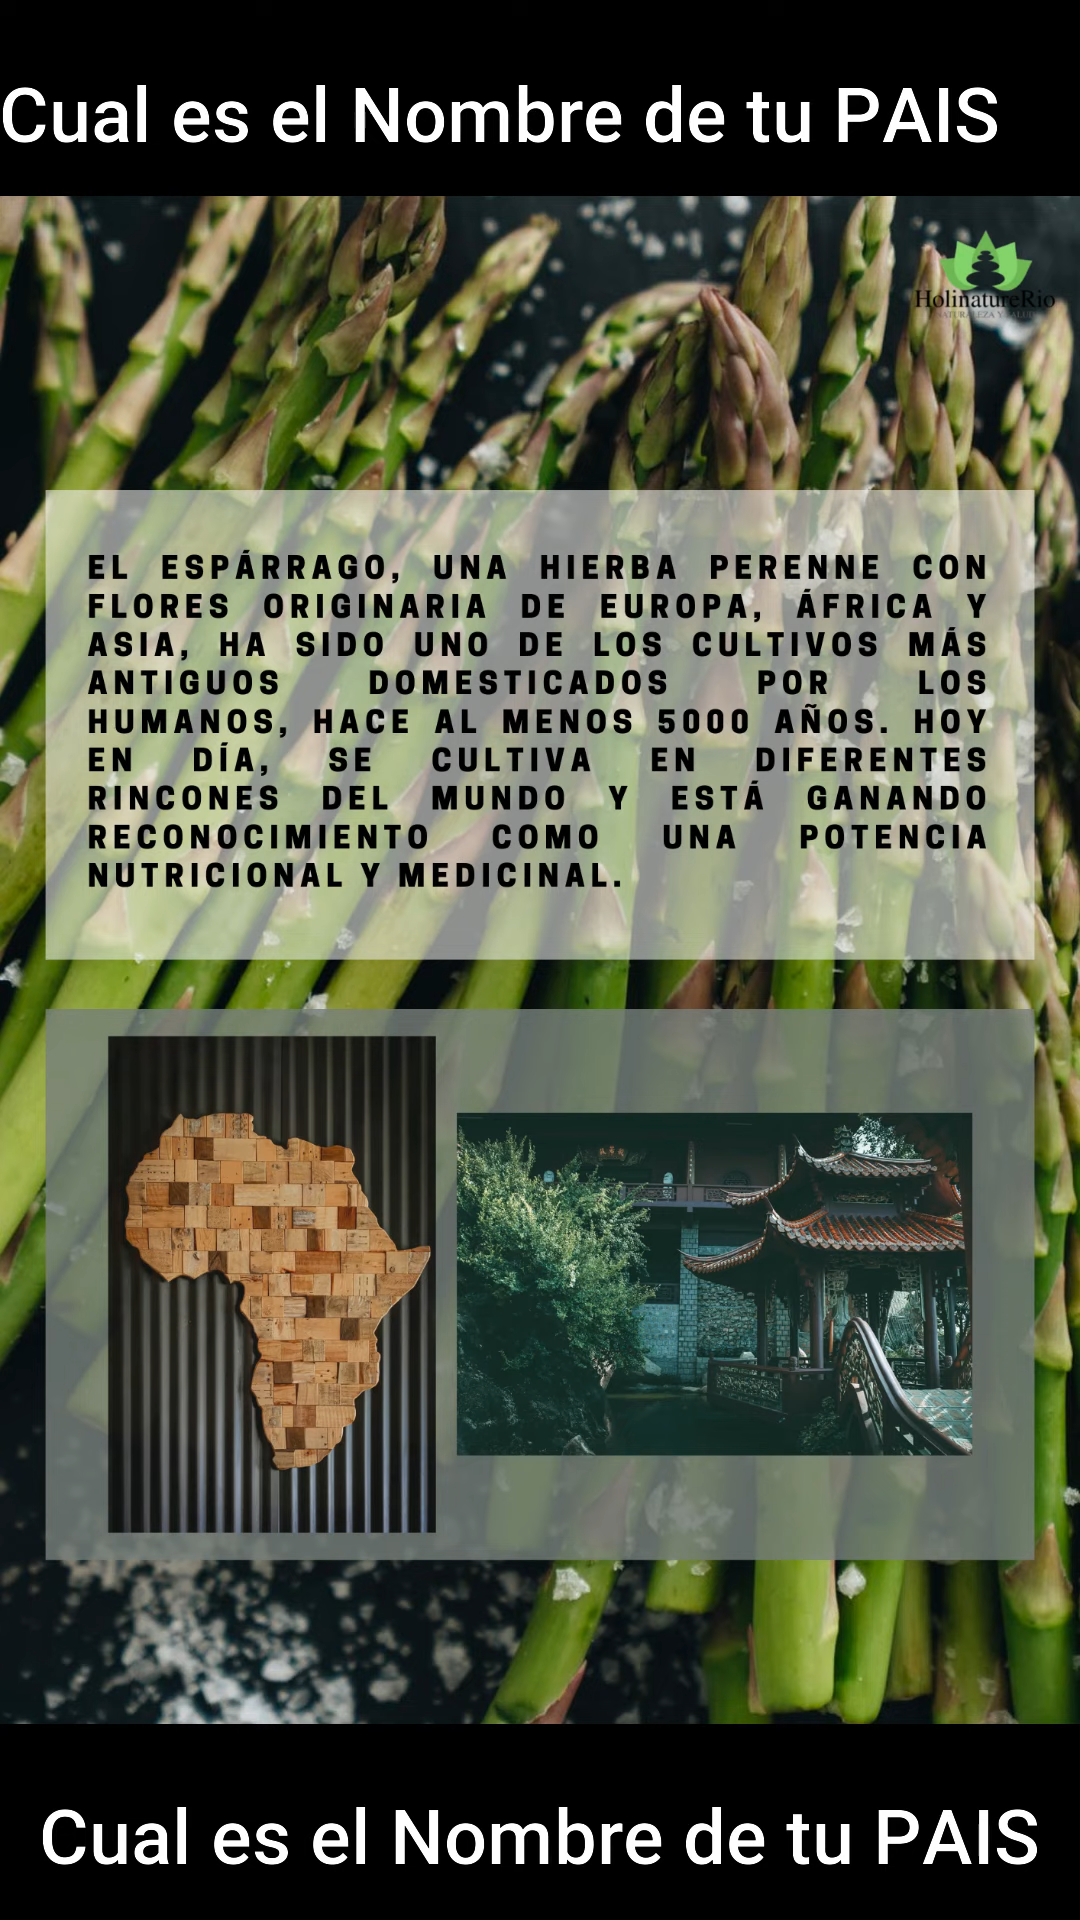 Cual es el Nombre de tu PAIS
HolinatureRio
NATURALEZA Y SALUD
EL ESPÁRRAGO, UNA HIERBA PERENNE CON
FLORES ORIGINARIA DE EUROPA, ÁFRICA Y
ASIA, HA SIDO UNO DE LOS CULTIVOS MÁS
ANTIGUOS DOMESTICADOS POR LOS
HUMANOS, HACE AL MENOS 5000 AÑOS. HOY
EN DÍA, SE CULTIVA EN DIFERENTES
RINCONES DEL MUNDO Y ESTÁ GANANDO
RECONOCIMIENTO COMO UNA POTENCIA
NUTRICIONAL Y MEDICINAL.
Cual es el Nombre de tu PAIS